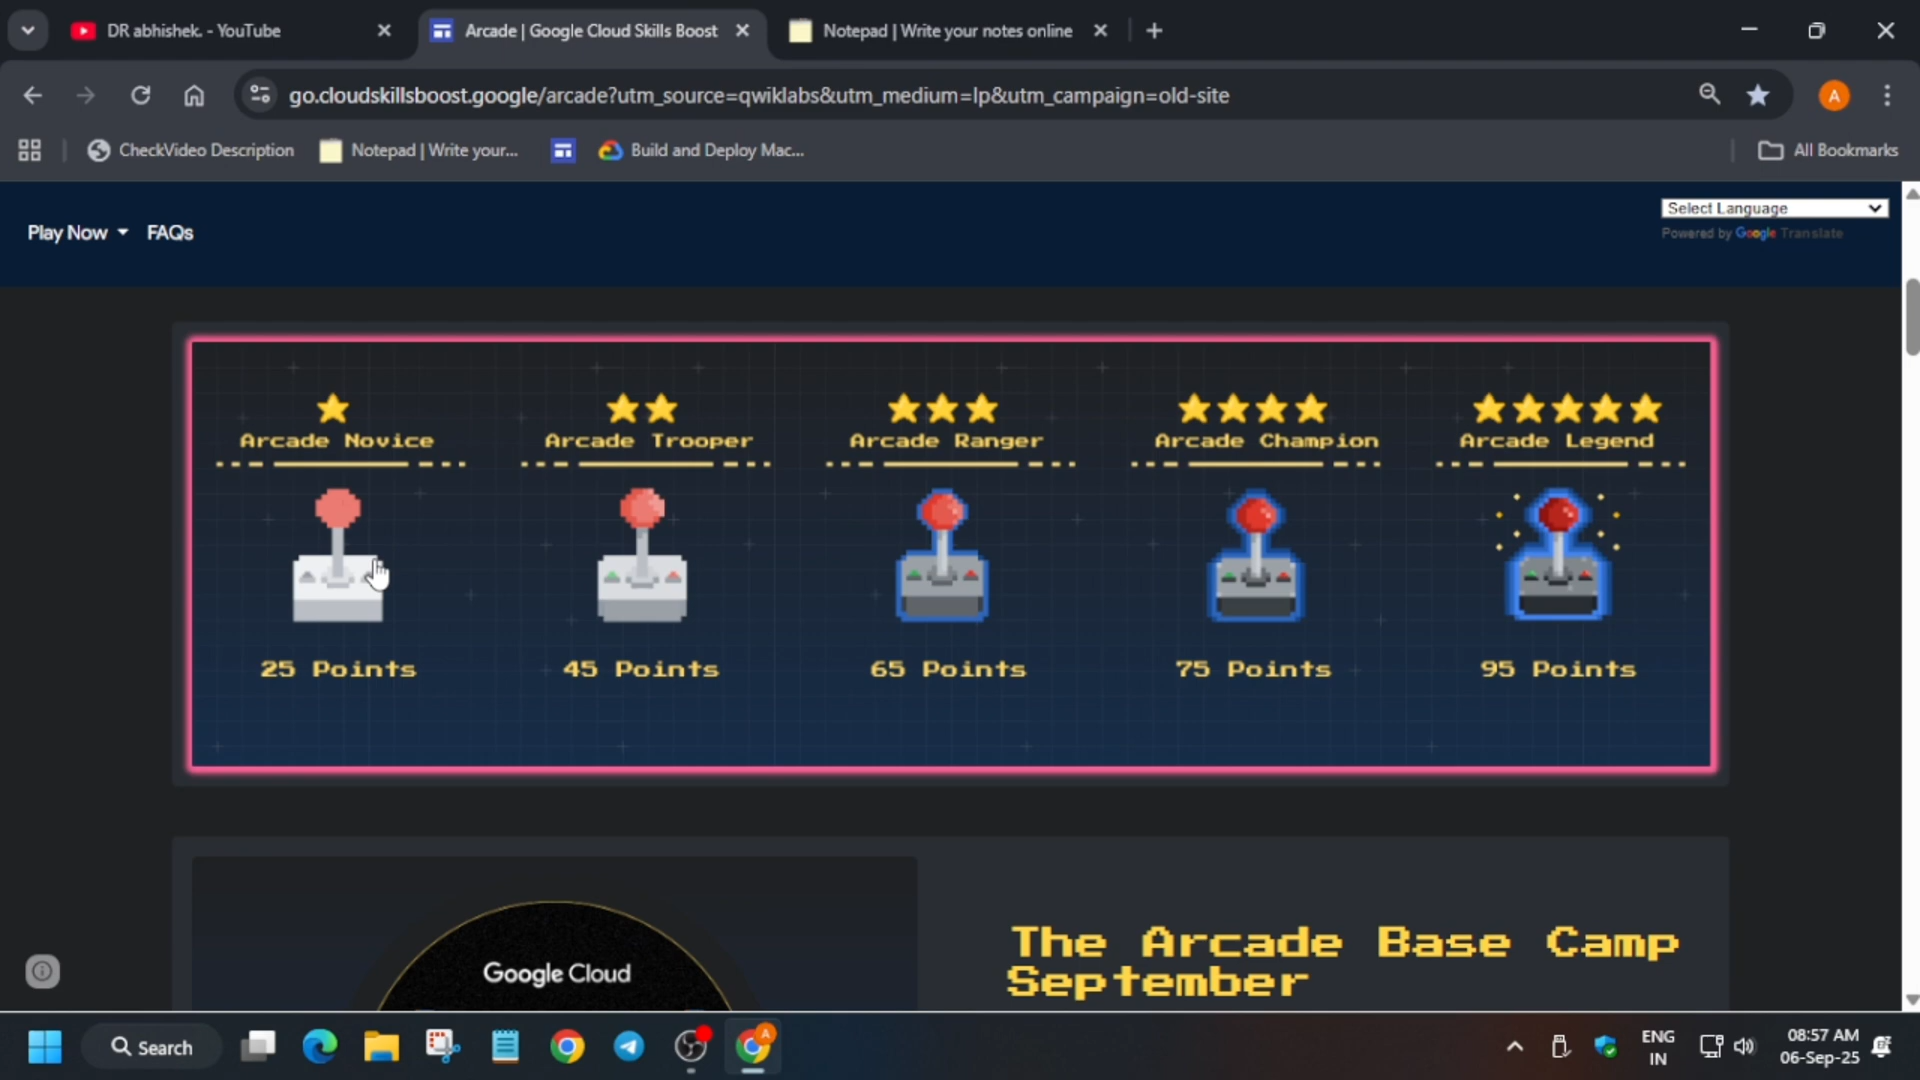 DR abhishek. - YouTube
Arcade | Google Cloud Skills Boost
Notepad | Write your notes online
go.cloudskillsboost.google/arcade?utm_source=qwiklabs&utm_medium=lp&utm_campaign=old-site
A
CheckVideo Description
Notepad | Write your...
Build and Deploy Mac...
All Bookmarks
Play Now
FAQs
Select Language
Powered by Google Translate
Arcade Novice
Arcade Trooper
Arcade Ranger
Arcade Champion
Arcade Legend
25 Points
45 Points
65 Points
75 Points
95 Points
Google Cloud
The Arcade Base Camp
September
Search
A
ENG
IN
08:57 AM
06-Sep-25